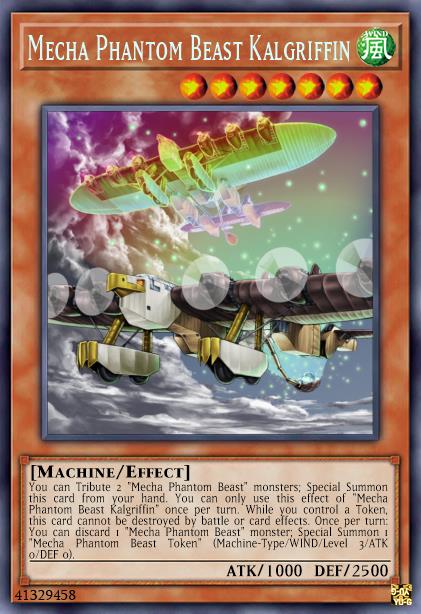 MECHA PHANTOM BEAST KALGRIFFIN
WIND
風
[MACHINE/EFFECT]
You can Tribute 2 "Mecha Phantom Beast" monsters; Special Summon
this card from your hand. You can only use this effect of "Mecha
Phantom Beast Kalgriffin" once per turn. While you control a Token,
this card cannot be destroyed by battle or card effects. Once per turn:
You can discard 1 "Mecha Phantom Beast" monster; Special Summon 1
"Mecha Phantom Beast Token" (Machine-Type/WIND/Level 3/ATK
0/DEF 0).
ATK/1000 DEF/2500
41329458